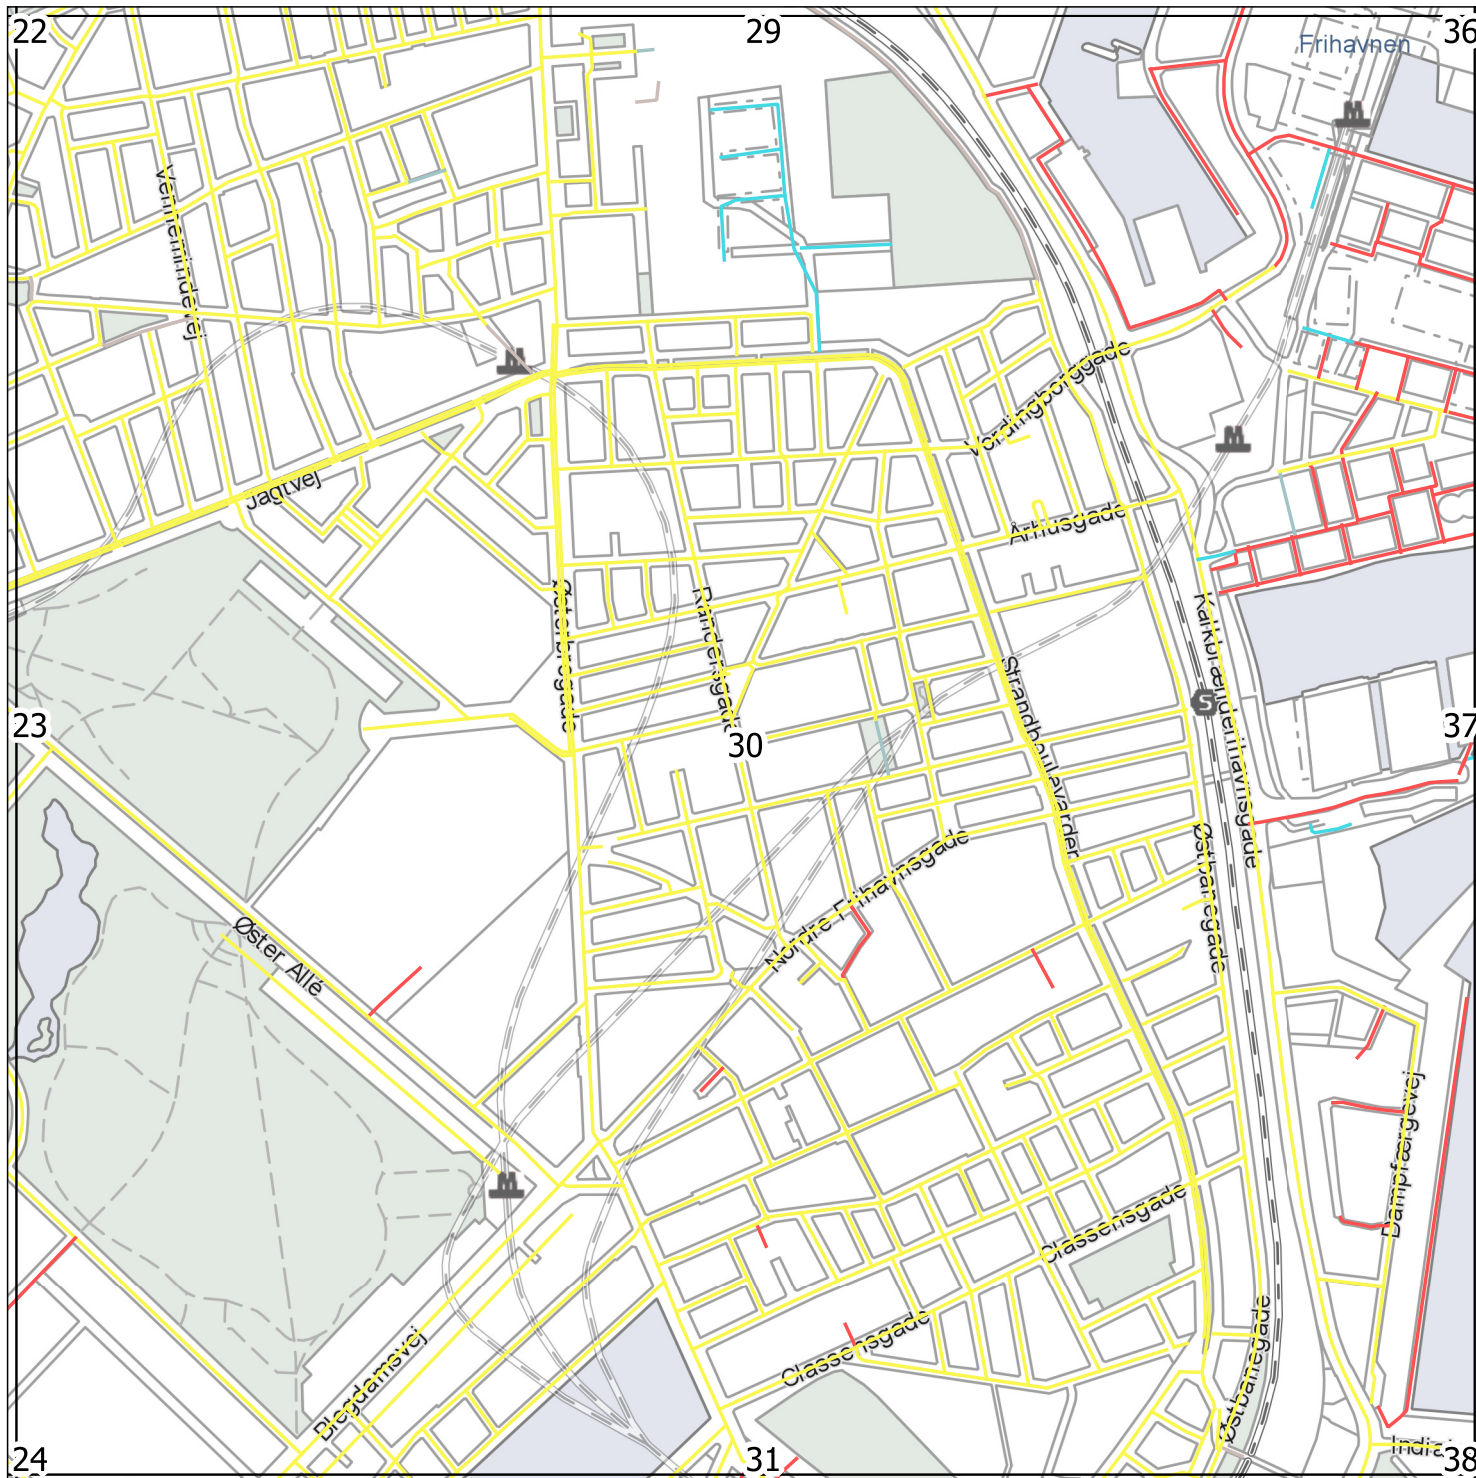 22
29
36
Frihavnen
Vennemindevej
Vordingborggade
Jagtvej
Århusgade
Østerbrogade
Randersgade
Kalkbrænderihavnsgade
Strandboulevarden
S
23
30
37
Østbanegade
Nordre Frihavnsgade
Øster Allé
Dampfærgevej
Classensgade
Classensgade
Blegdamsvej
Østbanegade
24
31
38